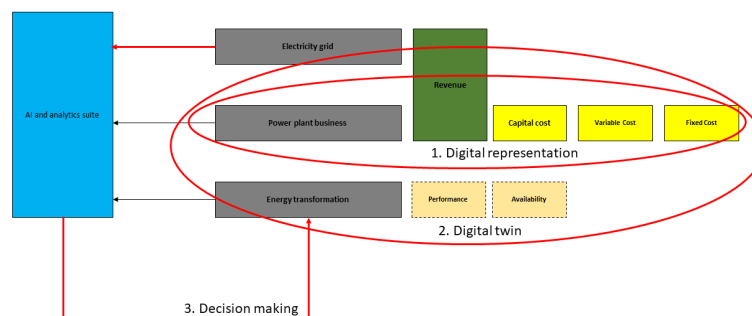 Electricity grid
Revenue
AI and analytics suite
Power plant business
Capital cost
Variable Cost
Fixed Cost
1. Digital representation
Energy transformation
Performance
Availability
2. Digital twin
3. Decision making